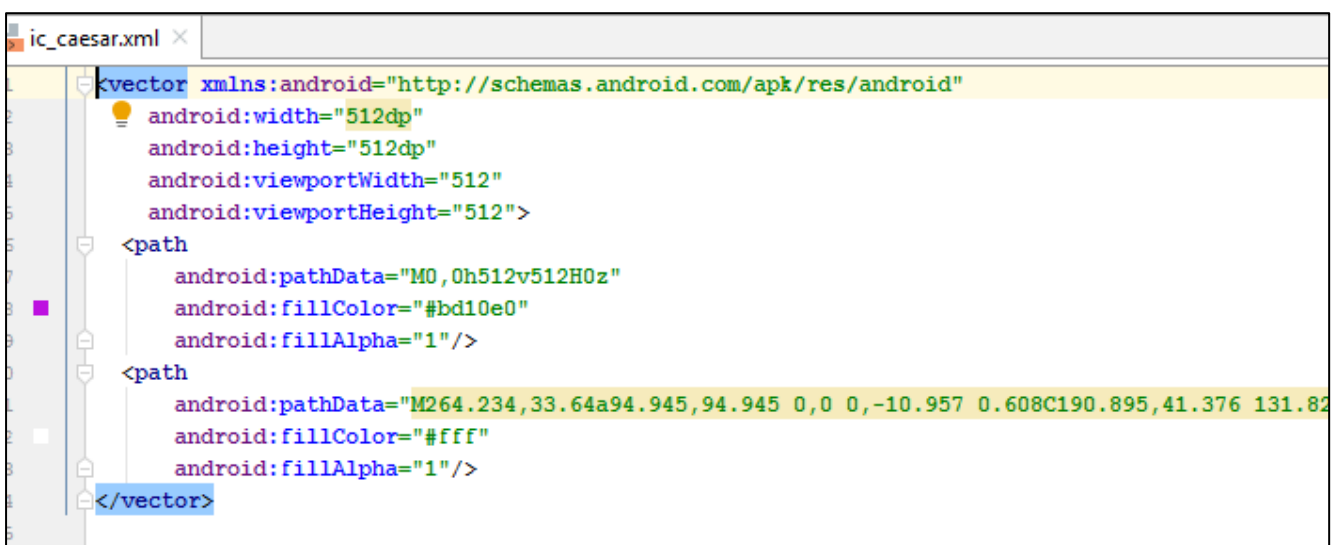 ic_caesar.xml
<vector xmlns:android="http://schemas.android.com/apk/res/android"
android:width="512dp"
android:height="512dp"
android:viewportWidth="512"
android:viewportHeight="512">
<path
android:pathData="M0,0h512v512H0z"
android:fillColor="#bd10e0"
android:fillAlpha="1"/>
<path
android:pathData="M264.234,33.64a94.945,94.945 0,0 0,-10.957 0.608C190.895,41.376 131.82
android:fillColor="#fff"
android:fillAlpha="1"/>
</vector>